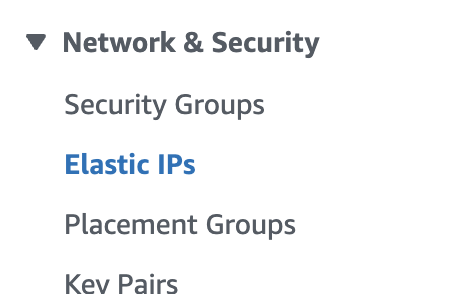 Network & Security
Security Groups
Elastic IPs
Placement Groups
Key Pairs